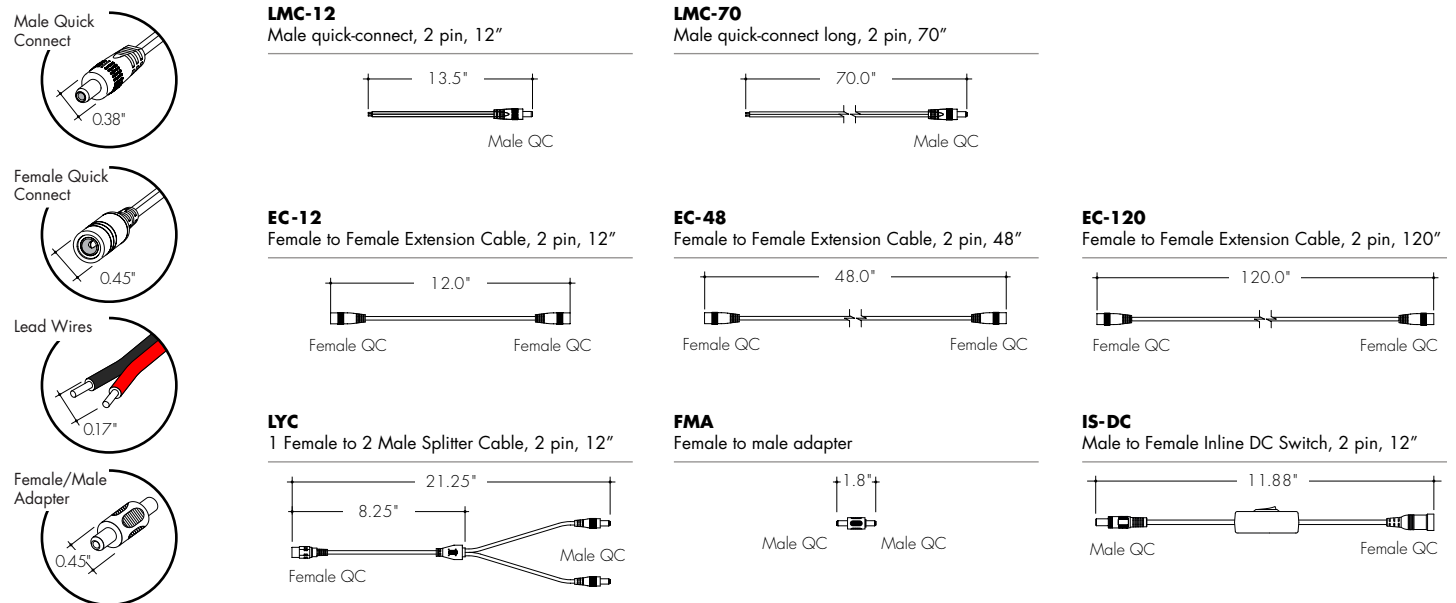 Male Quick
Connect
0.38"
Female Quick
Connect
0.45"
Lead Wires
0.17"
Female/Male
Adapter
0.45"
LMC-12
Male quick-connect, 2 pin, 12”
13.5"
Male QC
LMC-70
Male quick-connect long, 2 pin, 70”
70.0"
Male QC
EC-12
Female to Female Extension Cable, 2 pin, 12”
12.0"
Female QC
Female QC
EC-48
Female to Female Extension Cable, 2 pin, 48”
48.0"
Female QC
Female QC
EC-120
Female to Female Extension Cable, 2 pin, 120”
120.0"
Female QC
Female QC
LYC
1 Female to 2 Male Splitter Cable, 2 pin, 12”
21.25"
8.25"
Male QC
Female QC
FMA
Female to male adapter
1.8"
Male QC
Male QC
IS-DC
Male to Female Inline DC Switch, 2 pin, 12”
11.88"
Male QC
Female QC